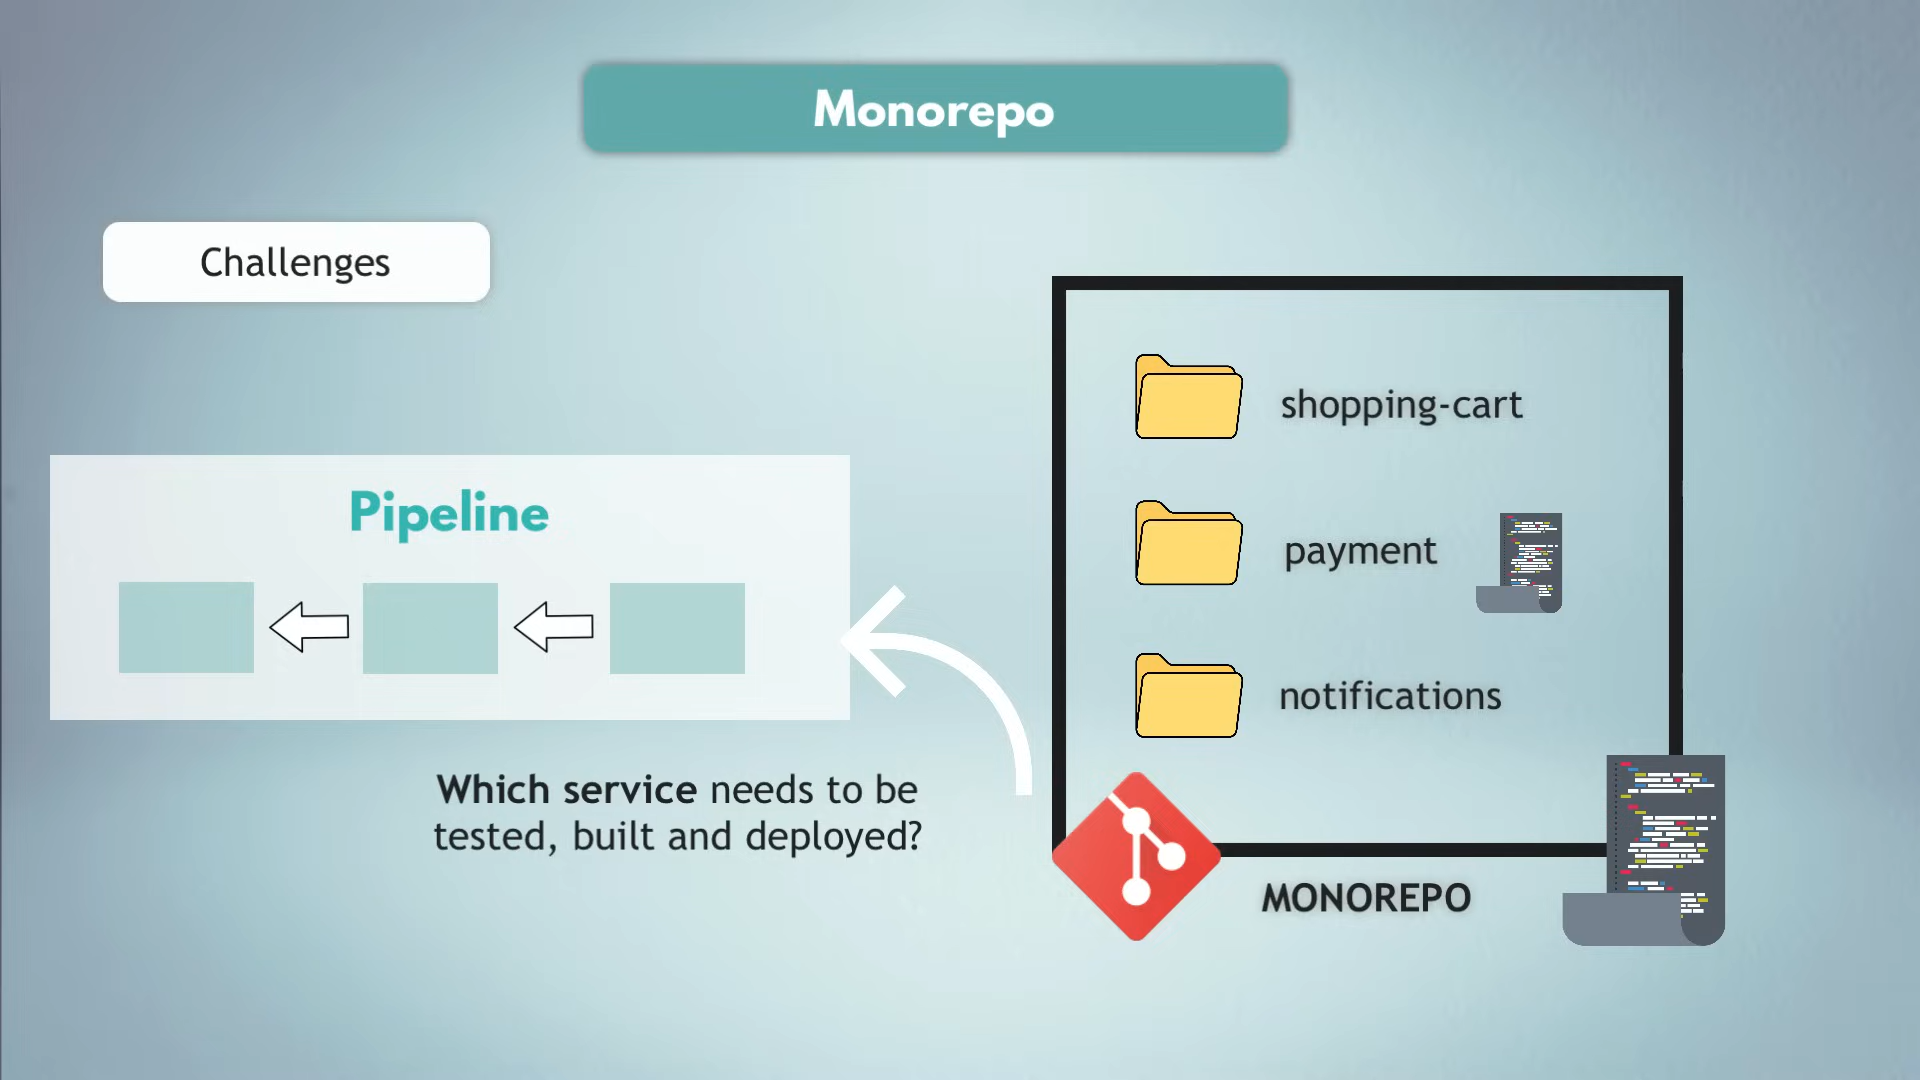 Monorepo
Challenges
Pipeline
Which service needs to be
tested, built and deployed?
shopping-cart
payment
notifications
MONOREPO